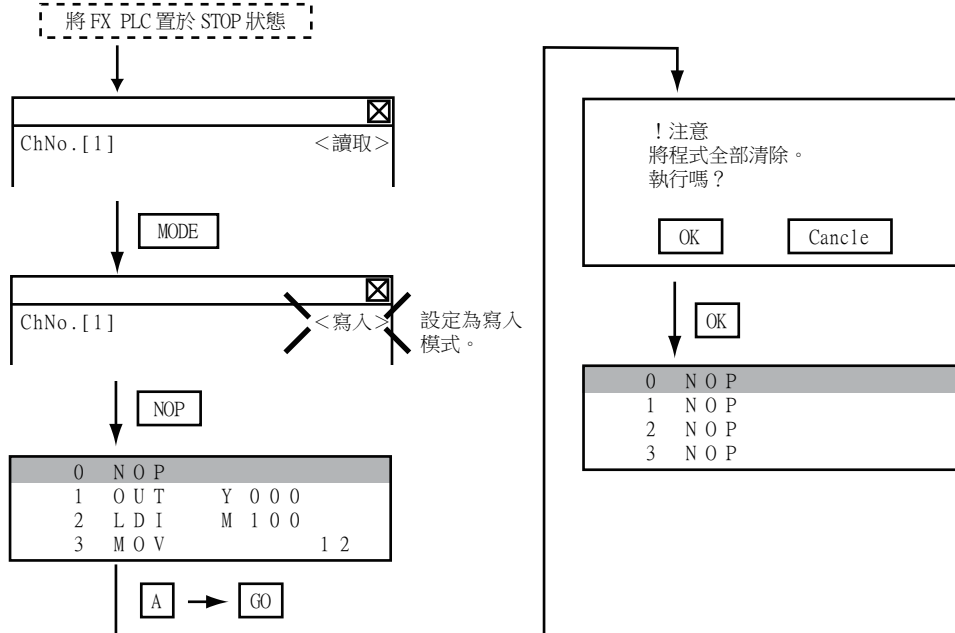 將 FX PLC 置於 STOP 狀態
ChNo.[1] <讀取>
MODE
ChNo.[1] <寫入>
設定為寫入
模式。
NOP
0 NOP
1 OUT Y000
2 LDI M100
3 MOV 12
A GO
!注意
將程式全部清除。
執行嗎?
OK Cancle
OK
0 NOP
1 NOP
2 NOP
3 NOP